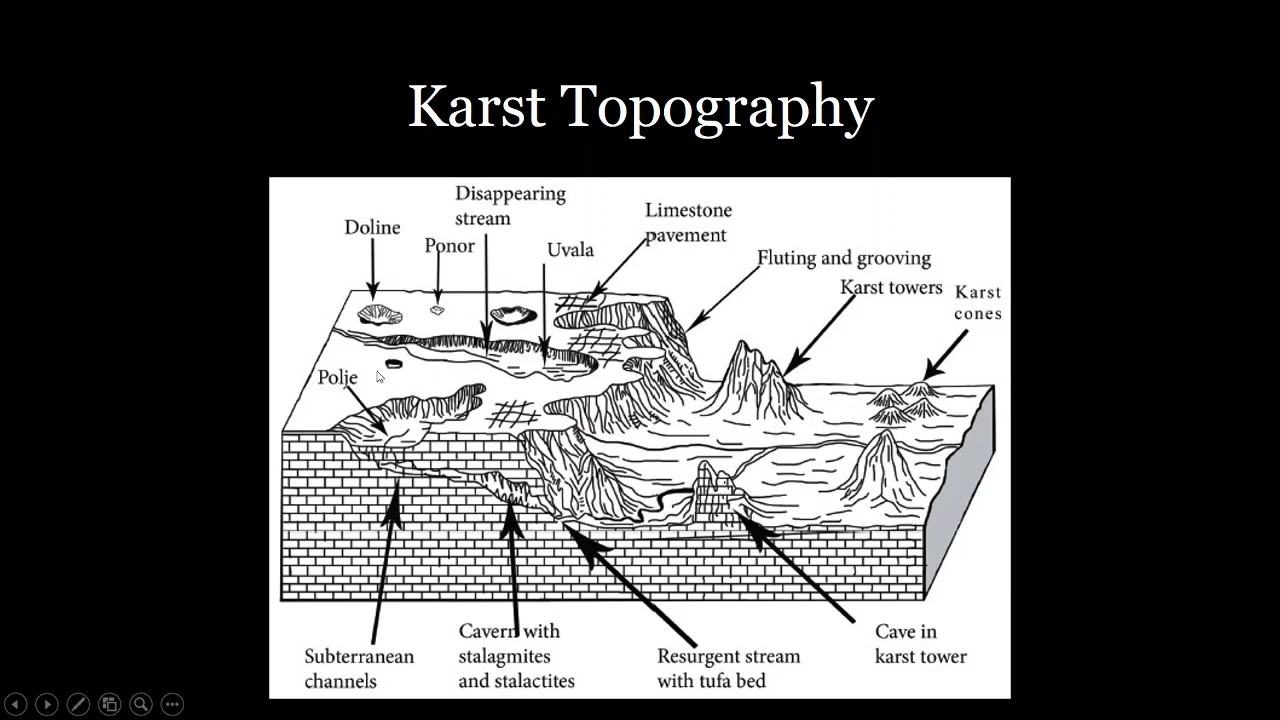 Karst Topography
Disappearing
stream
Doline
Ponor
Uvala
Limestone
pavement
Fluting and grooving
Karst towers
Karst
cones
Polje
Subterranean
channels
Cavern with
stalagmites
and stalactites
Resurgent stream
with tufa bed
Cave in
karst tower